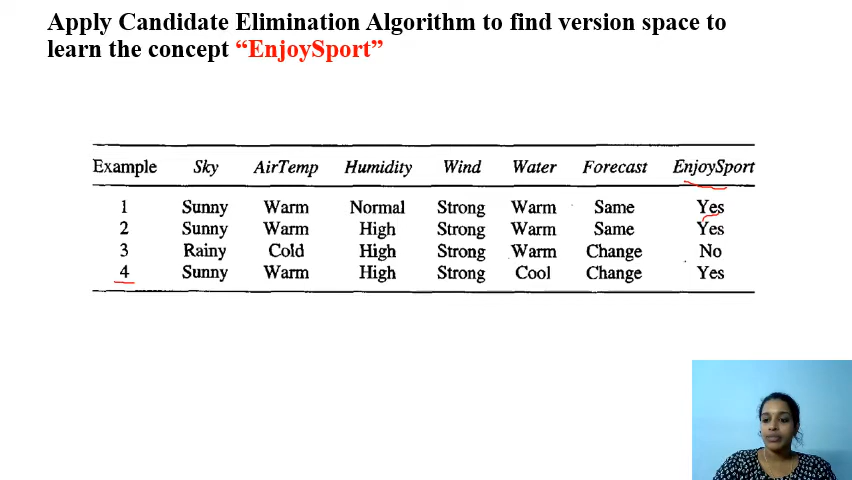 Apply Candidate Elimination Algorithm to find version space to
learn the concept “EnjoySport”
Example Sky AirTemp Humidity Wind Water Forecast EnjoySport
1 Sunny Warm Normal Strong Warm Same Yes
2 Sunny Warm High Strong Warm Same Yes
3 Rainy Cold High Strong Warm Change No
4 Sunny Warm High Strong Cool Change Yes